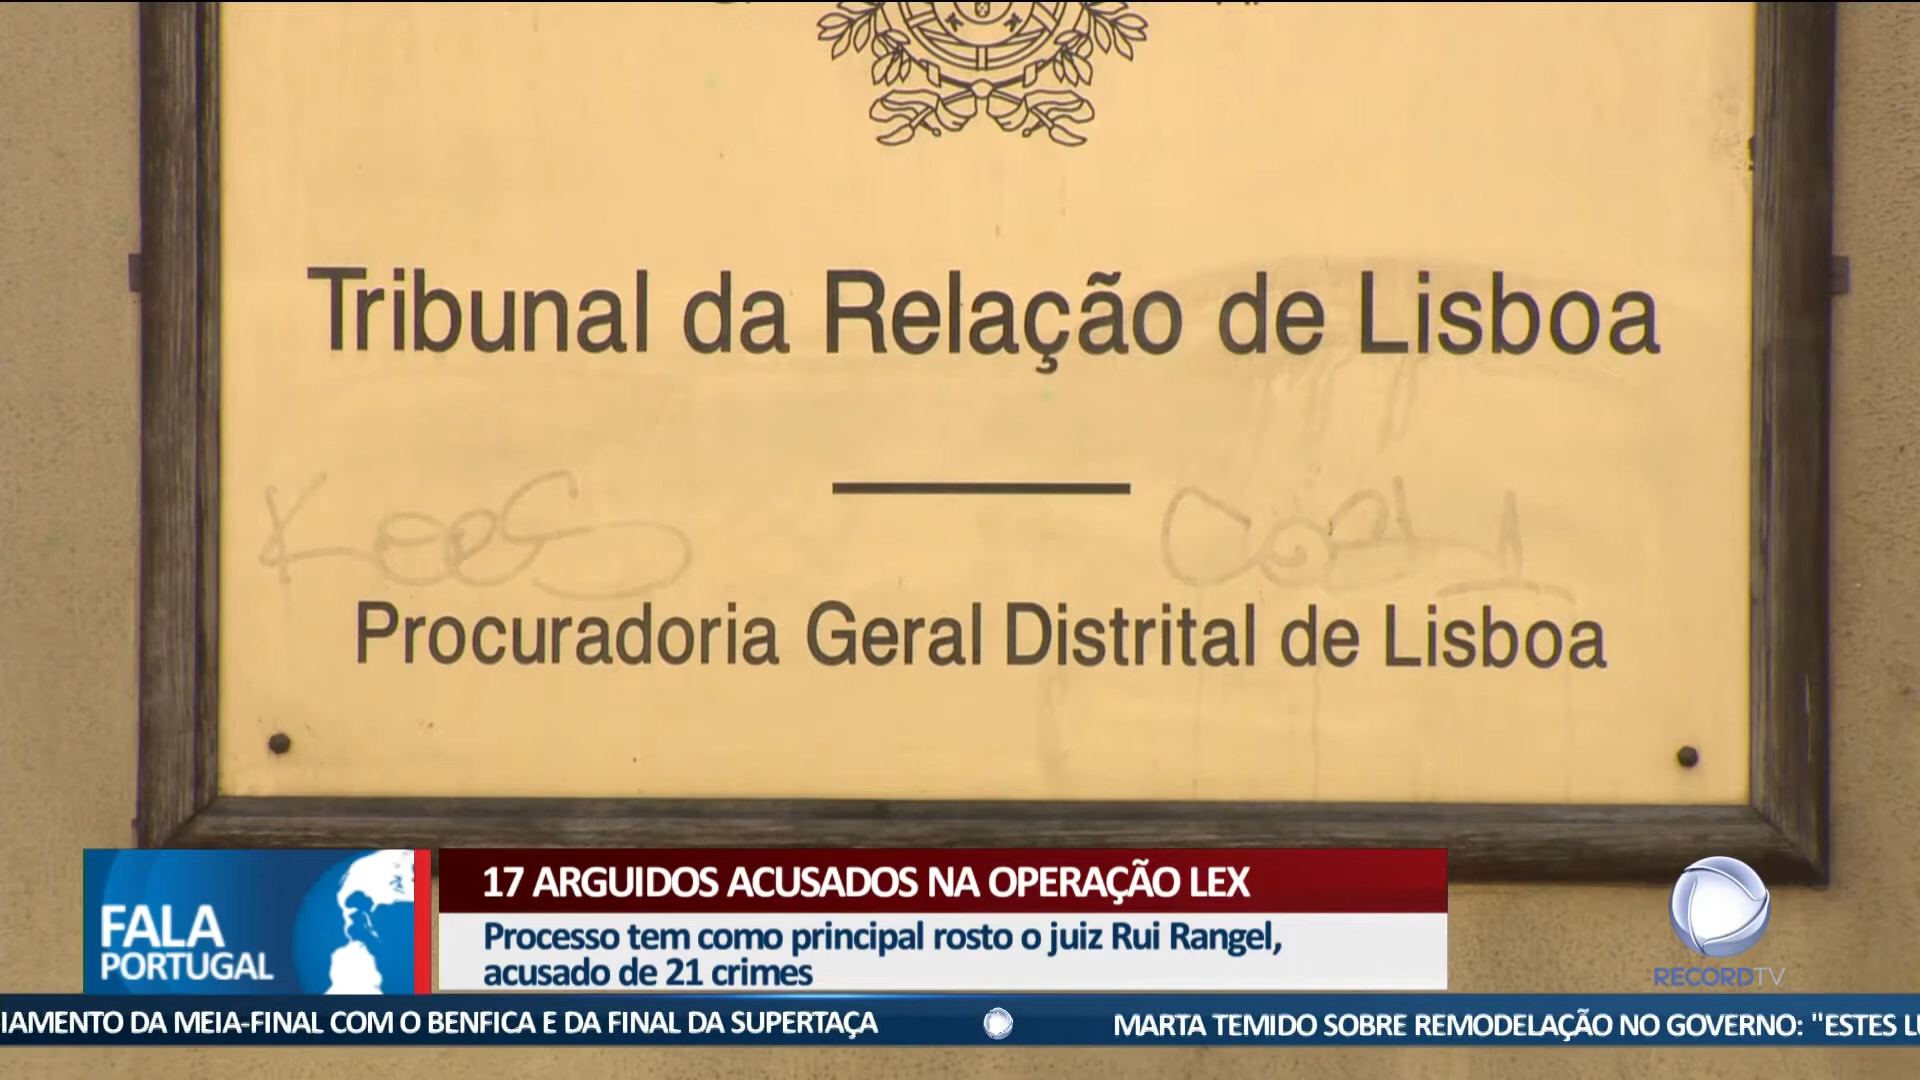 Tribunal da Relação de Lisboa
Procuradoria Geral Distrital de Lisboa
17 ARGUIDOS ACUSADOS NA OPERAÇÃO LEX
Processo tem como principal rosto o juiz Rui Rangel,
acusado de 21 crimes
FALA
PORTUGAL
RECORDTV
IAMENTO DA MEIA-FINAL COM O BENFICA E DA FINAL DA SUPERTAÇA
MARTA TEMIDO SOBRE REMODELAÇÃO NO GOVERNO: "ESTES LU